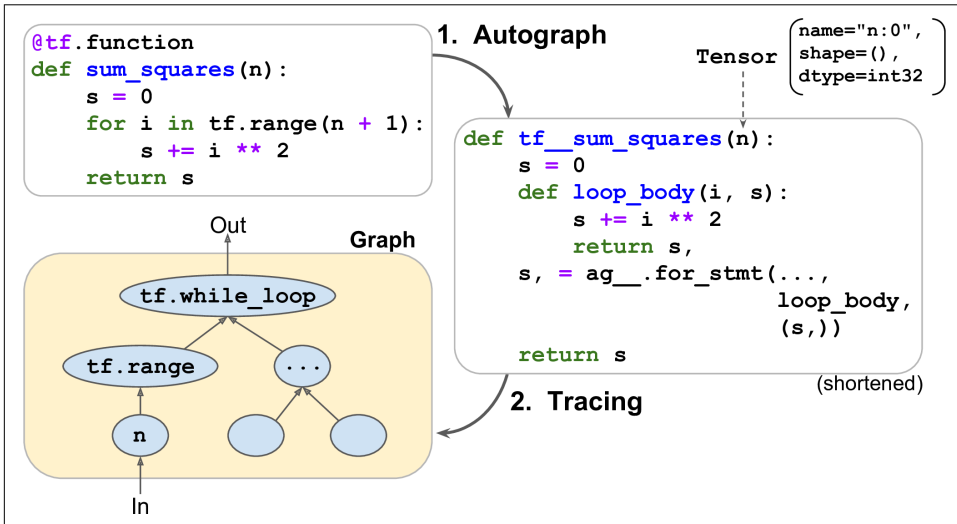 @tf.function
def sum_squares(n):
    s = 0
    for i in tf.range(n + 1):
        s += i ** 2
    return s
1. Autograph
Tensor
name="n:0",
shape=(),
dtype=int32
def tf__sum_squares(n):
    s = 0
    def loop_body(i, s):
        s += i ** 2
        return s,
    s, = ag__.for_stmt(...,
                       loop_body,
                       (s,))
    return s
(shortened)
2. Tracing
Graph
Out
tf.while_loop
tf.range
...
n
In